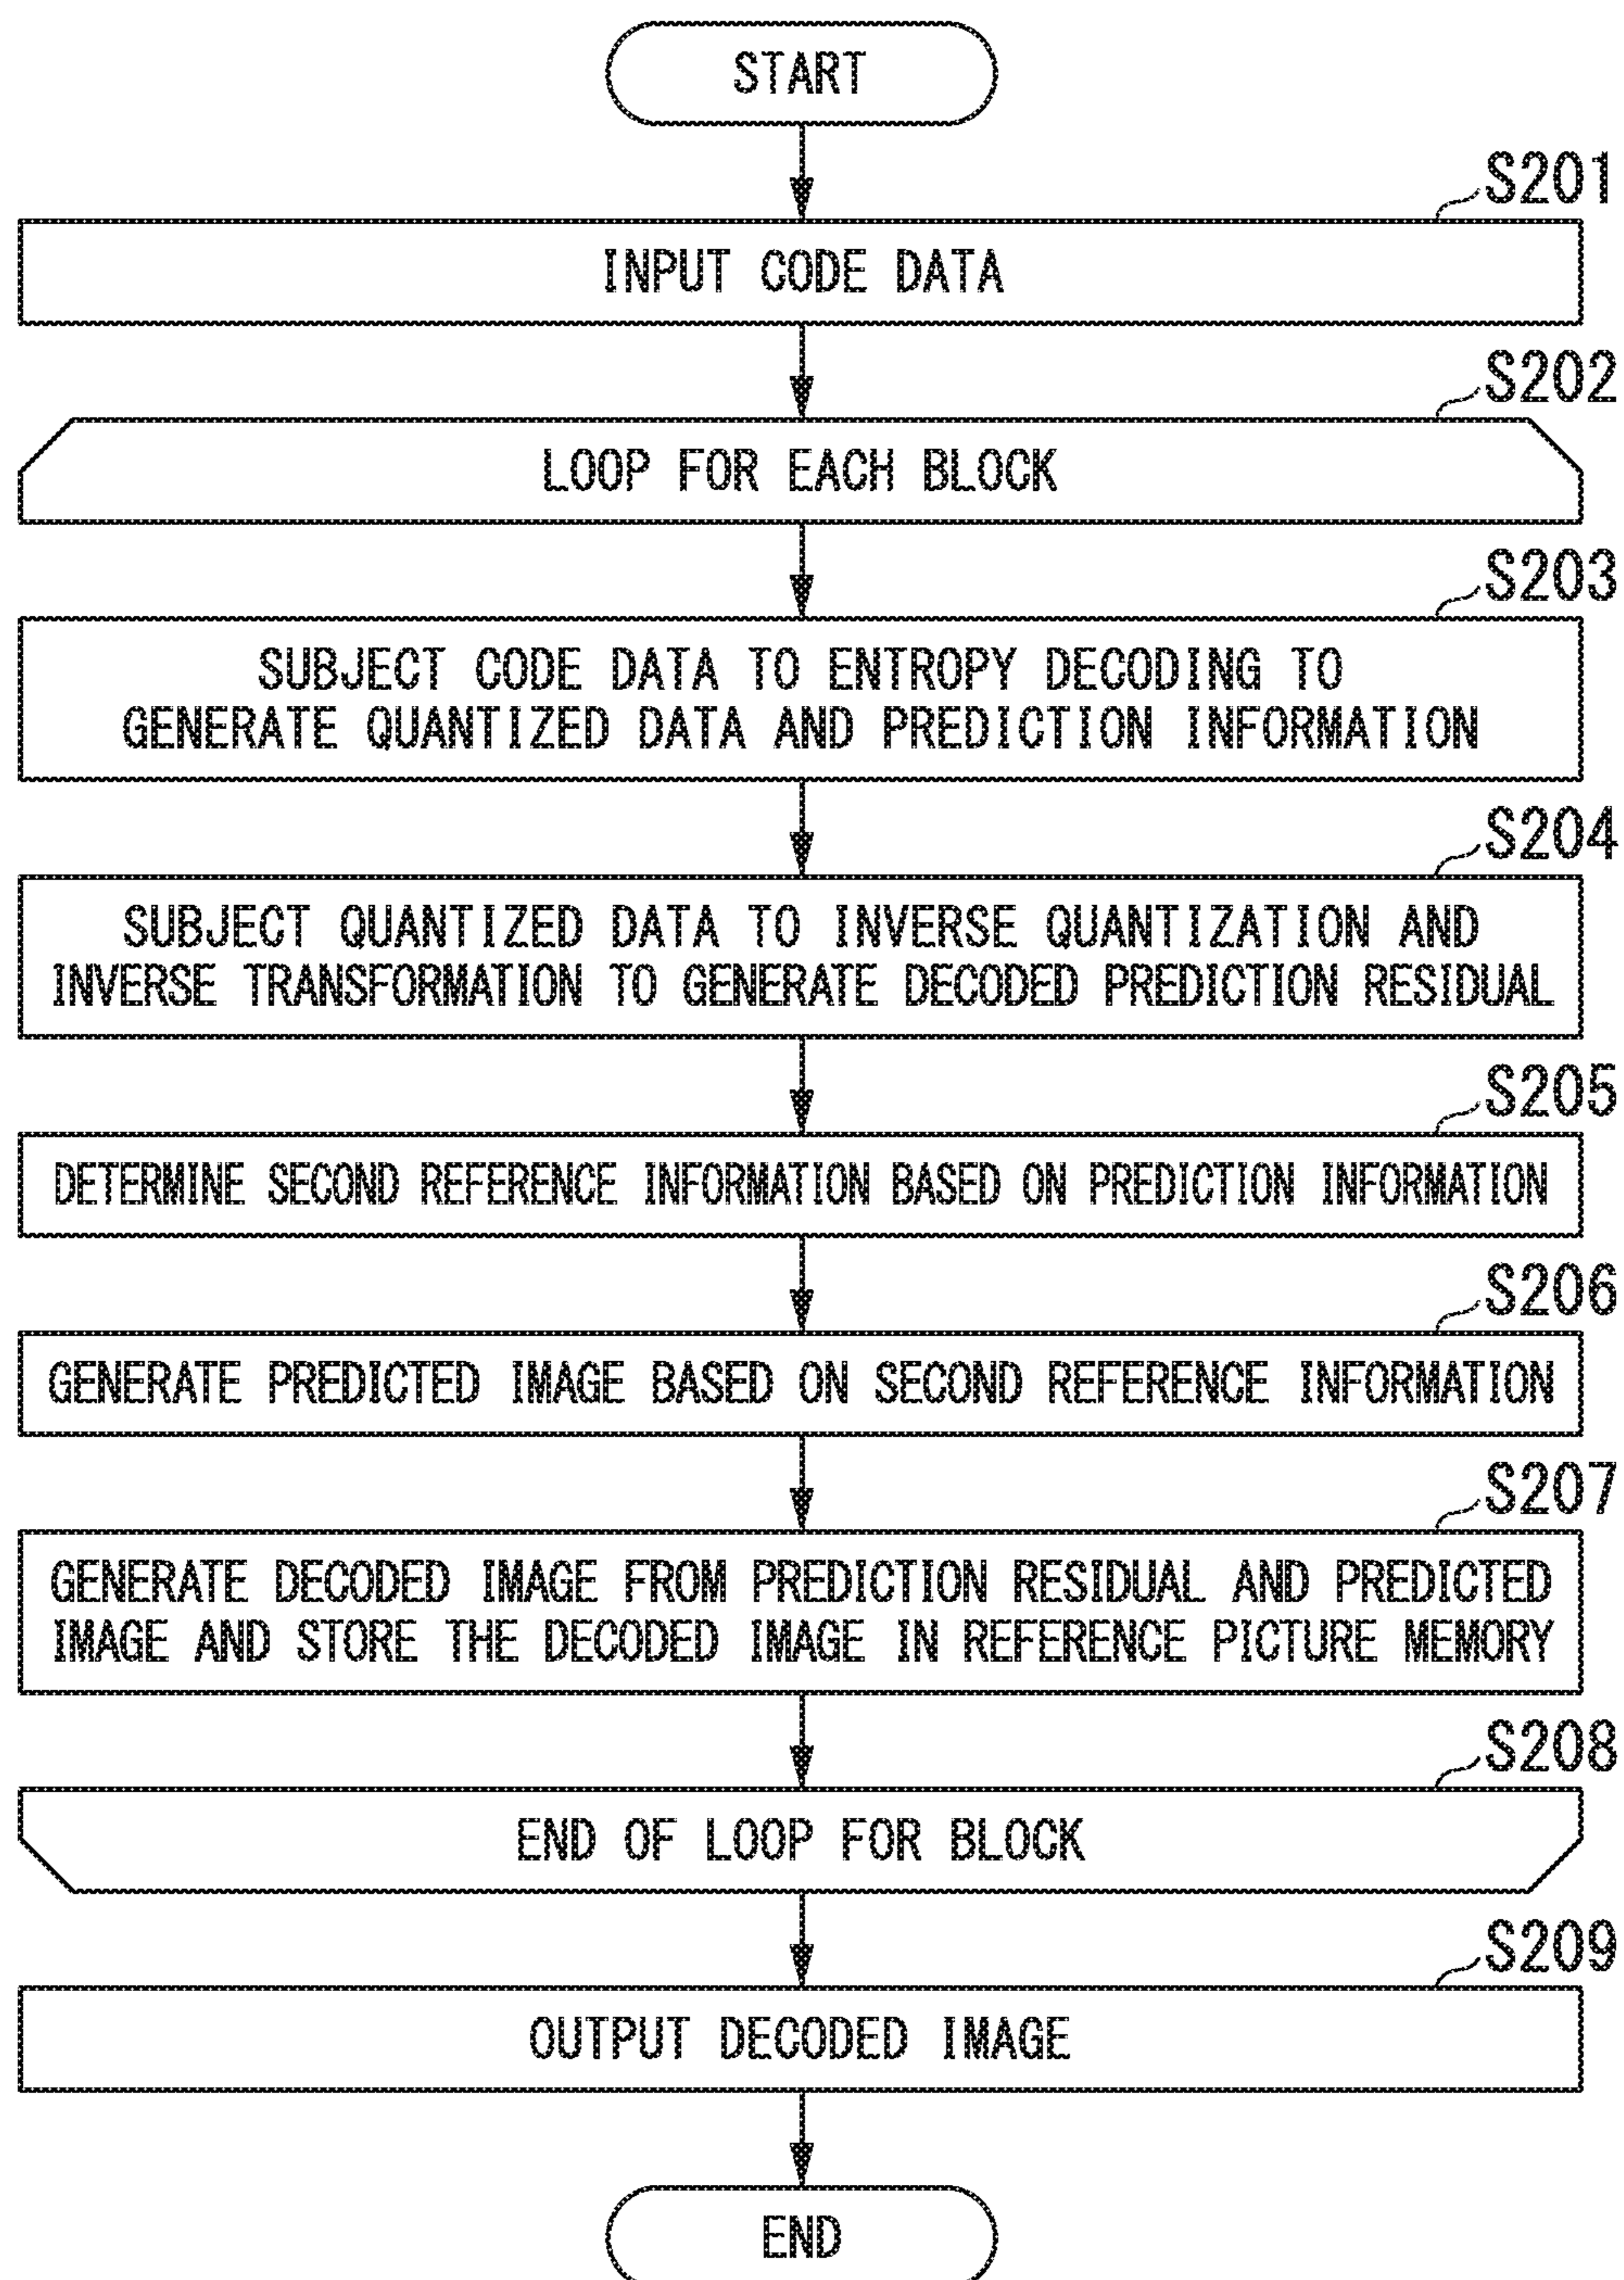 START
S201
INPUT CODE DATA
S202
LOOP FOR EACH BLOCK
S203
SUBJECT CODE DATA TO ENTROPY DECODING TO
GENERATE QUANTIZED DATA AND PREDICTION INFORMATION
S204
SUBJECT QUANTIZED DATA TO INVERSE QUANTIZATION AND
INVERSE TRANSFORMATION TO GENERATE DECODED PREDICTION RESIDUAL
S205
DETERMINE SECOND REFERENCE INFORMATION BASED ON PREDICTION INFORMATION
S206
GENERATE PREDICTED IMAGE BASED ON SECOND REFERENCE INFORMATION
S207
GENERATE DECODED IMAGE FROM PREDICTION RESIDUAL AND PREDICTED
IMAGE AND STORE THE DECODED IMAGE IN REFERENCE PICTURE MEMORY
S208
END OF LOOP FOR BLOCK
S209
OUTPUT DECODED IMAGE
END